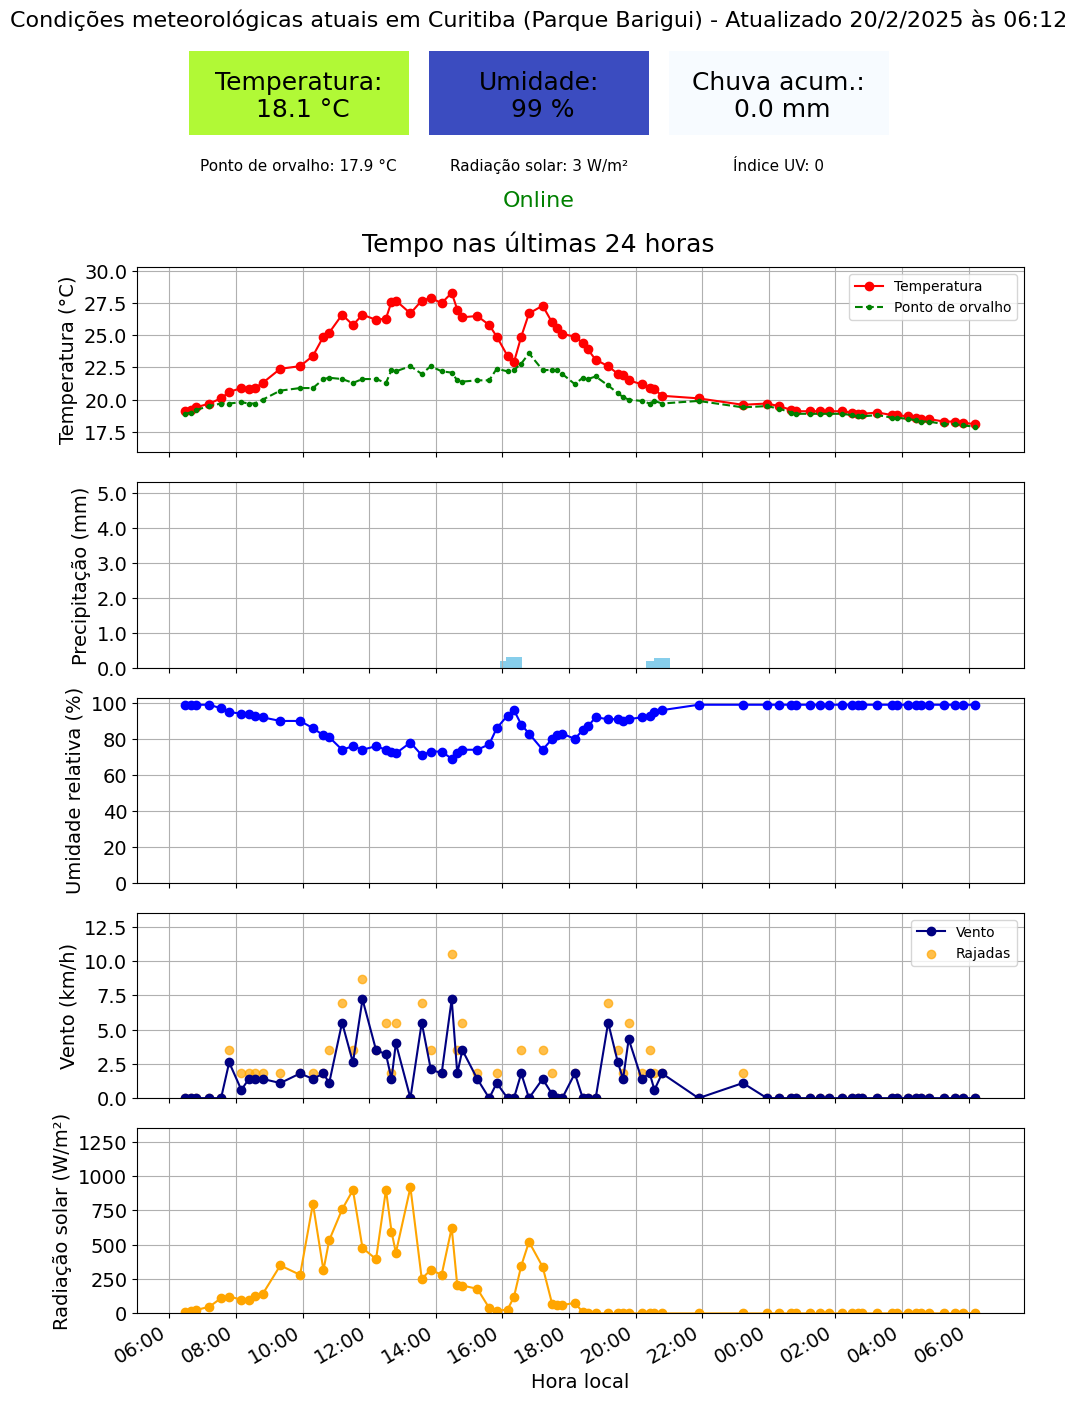 Condições meteorológicas atuais em Curitiba (Parque Barigui) - Atualizado 20/2/2025 às 06:12
Temperatura:
18.1 °C
Umidade:
99 %
Chuva acum.:
0.0 mm
Ponto de orvalho: 17.9 °C
Radiação solar: 3 W/m²
Índice UV: 0
Online
Tempo nas últimas 24 horas
Temperatura (°C)
30.0
27.5
25.0
22.5
20.0
17.5
Temperatura
Ponto de orvalho
Precipitação (mm)
5.0
4.0
3.0
2.0
1.0
0.0
Umidade relativa (%)
100
80
60
40
20
0
Vento (km/h)
12.5
10.0
7.5
5.0
2.5
0.0
Vento
Rajadas
Radiação solar (W/m²)
1250
1000
750
500
250
0
06:00
08:00
10:00
12:00
14:00
16:00
18:00
20:00
22:00
00:00
02:00
04:00
06:00
Hora local